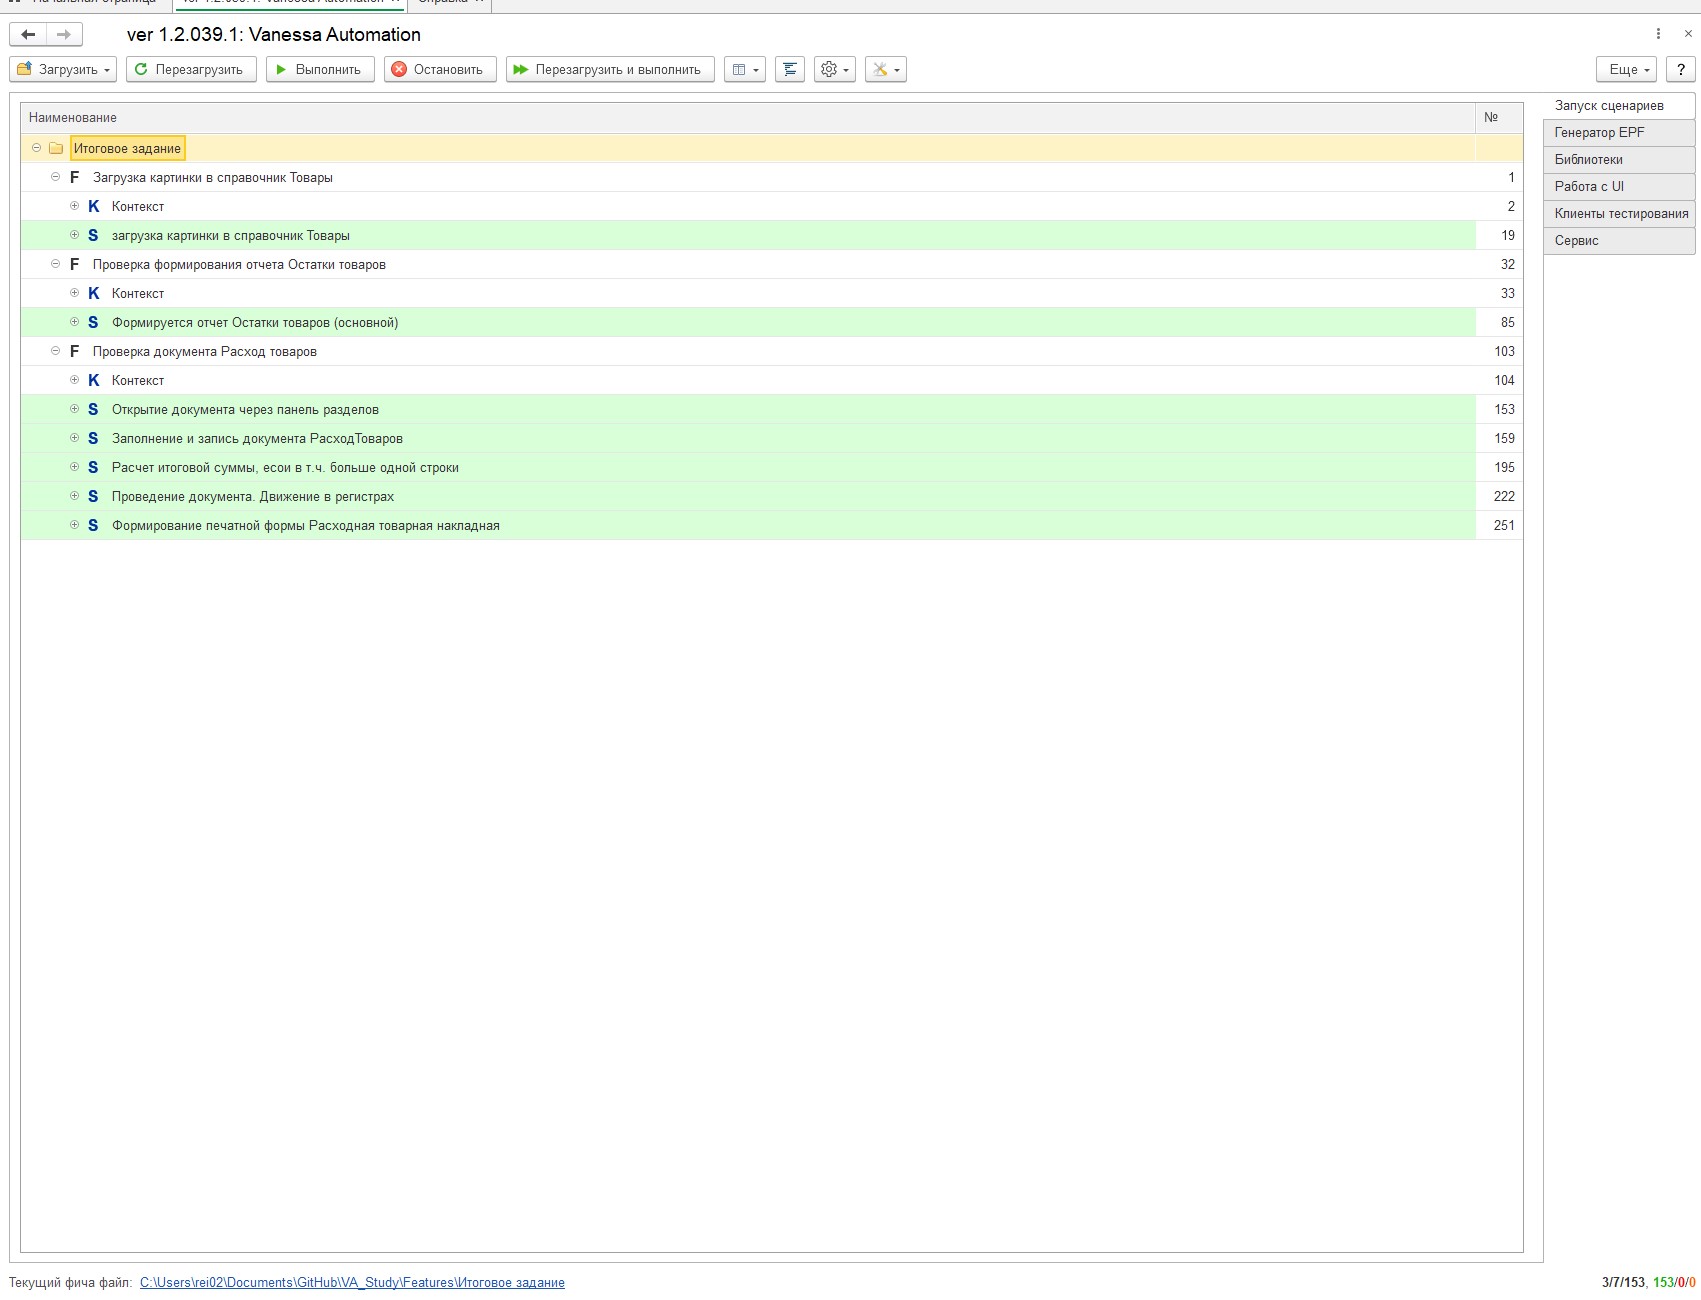 ver 1.2.039.1: Vanessa Automation
Загрузить Перезагрузить Выполнить Остановить Перезагрузить и выполнить Еще ?
Наименование №
Итоговое задание
F Загрузка картинки в справочник Товары 1
K Контекст 2
S загрузка картинки в справочник Товары 19
F Проверка формирования отчета Остатки товаров 32
K Контекст 33
S Формируется отчет Остатки товаров (основной) 85
F Проверка документа Расход товаров 103
K Контекст 104
S Открытие документа через панель разделов 153
S Заполнение и запись документа РасходТоваров 159
S Расчет итоговой суммы, есои в т.ч. больше одной строки 195
S Проведение документа. Движение в регистрах 222
S Формирование печатной формы Расходная товарная накладная 251
Запуск сценариев
Генератор EPF
Библиотеки
Работа с UI
Клиенты тестирования
Сервис
Текущий фича файл: C:\Users\rei02\Documents\GitHub\VA_Study\Features\Итоговое задание 3/7/153, 153/0/0